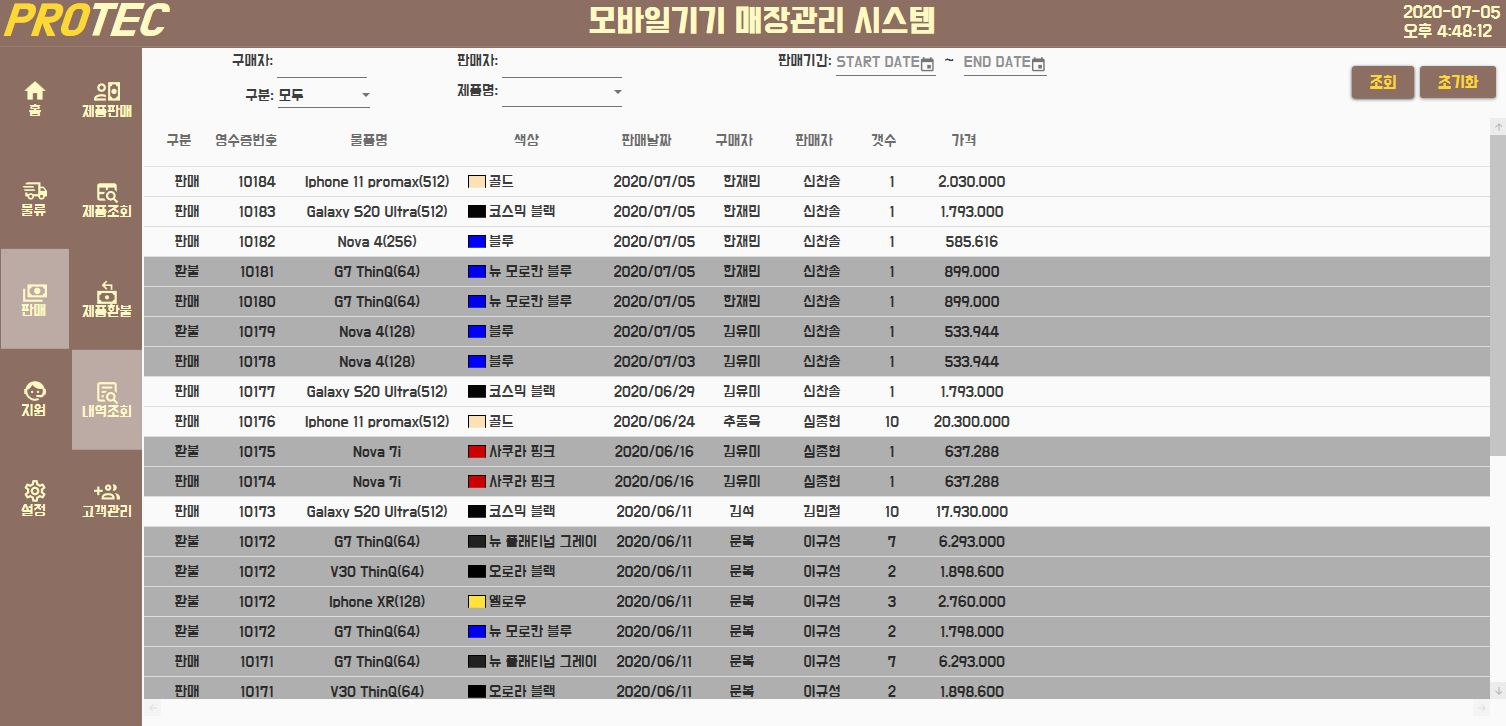 PROTEC
모바일기기 매장관리 시스템
2020-07-05
오후 4:48:12
구매자:
판매자:
판매기간: START DATE ~ END DATE
구분: 모두
제품명:
조회
초기화
홈
제품판매
물류
제품조회
판매
제품환불
지원
내역조회
설정
고객관리
구분 영수증번호 물품명 색상 판매날짜 구매자 판매자 갯수 가격
판매 10184 Iphone 11 promax(512) 골드 2020/07/05 한재민 신찬솔 1 2.030.000
판매 10183 Galaxy S20 Ultra(512) 코스믹 블랙 2020/07/05 한재민 신찬솔 1 1.793.000
판매 10182 Nova 4(256) 블루 2020/07/05 한재민 신찬솔 1 585.616
환불 10181 G7 ThinQ(64) 뉴 모로칸 블루 2020/07/05 한재민 신찬솔 1 899.000
판매 10180 G7 ThinQ(64) 뉴 모로칸 블루 2020/07/05 한재민 신찬솔 1 899.000
환불 10179 Nova 4(128) 블루 2020/07/05 김유미 신찬솔 1 533.944
판매 10178 Nova 4(128) 블루 2020/07/03 김유미 신찬솔 1 533.944
판매 10177 Galaxy S20 Ultra(512) 코스믹 블랙 2020/06/29 김유미 신찬솔 1 1.793.000
판매 10176 Iphone 11 promax(512) 골드 2020/06/24 추동욱 심종협 10 20.300.000
환불 10175 Nova 7i 사쿠라 핑크 2020/06/16 김유미 심종협 1 637.288
판매 10174 Nova 7i 사쿠라 핑크 2020/06/16 김유미 심종협 1 637.288
판매 10173 Galaxy S20 Ultra(512) 코스믹 블랙 2020/06/11 김석 김민철 10 17.930.000
환불 10172 G7 ThinQ(64) 뉴 플래티넘 그레이 2020/06/11 문복 이규성 7 6.293.000
환불 10172 V30 ThinQ(64) 오로라 블랙 2020/06/11 문복 이규성 2 1.898.600
환불 10172 Iphone XR(128) 옐로우 2020/06/11 문복 이규성 3 2.760.000
환불 10172 G7 ThinQ(64) 뉴 모로칸 블루 2020/06/11 문복 이규성 2 1.798.000
판매 10171 G7 ThinQ(64) 뉴 플래티넘 그레이 2020/06/11 문복 이규성 7 6.293.000
판매 10171 V30 ThinQ(64) 오로라 블랙 2020/06/11 문복 이규성 2 1.898.600